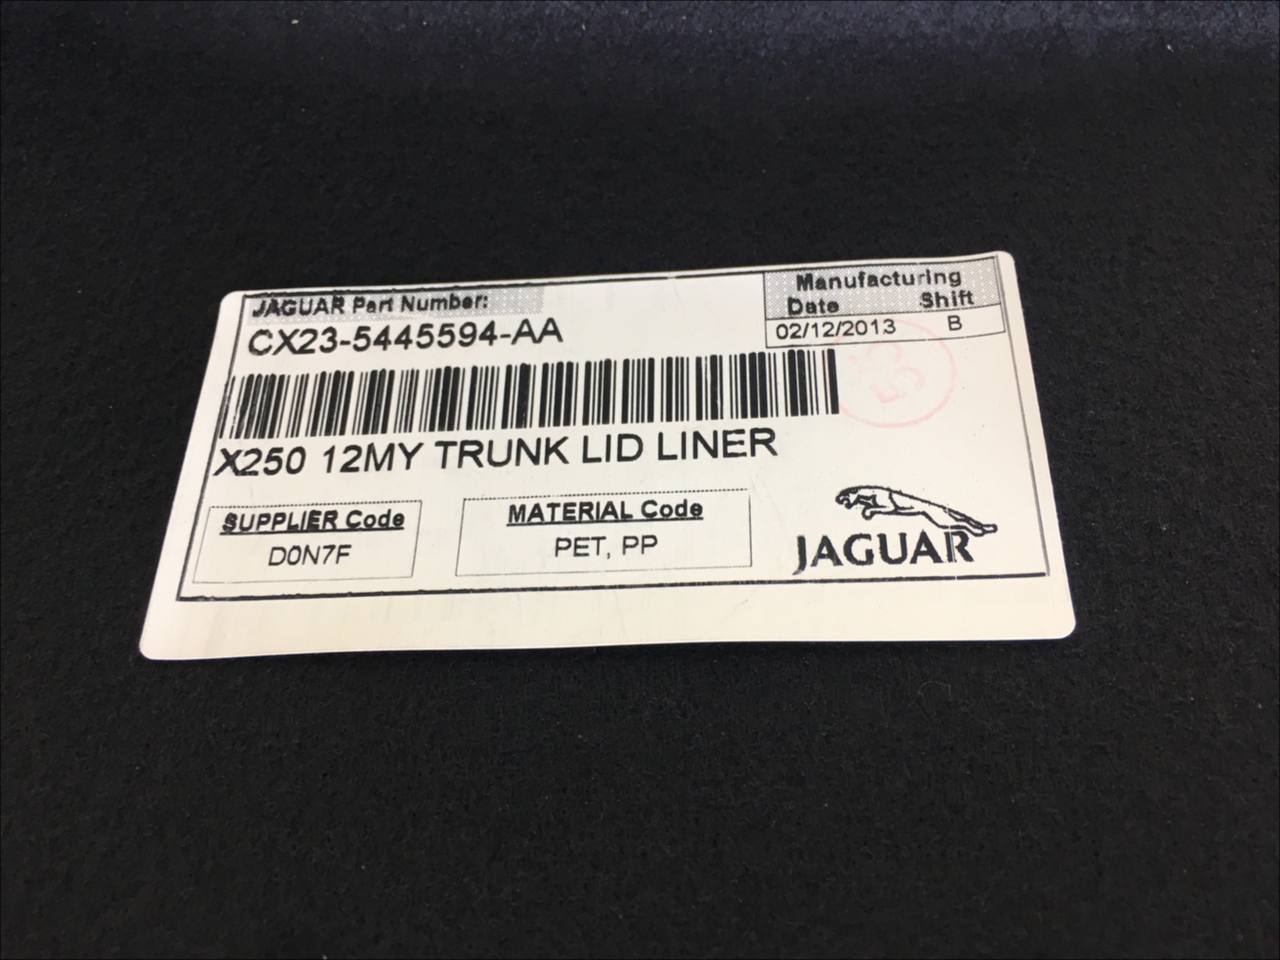 JAGUAR Part Number:
CX23-5445594-AA
Manufacturing
Date Shift
02/12/2013 B
X250 12MY TRUNK LID LINER
SUPPLIER Code
D0N7F
MATERIAL Code
PET, PP
JAGUAR